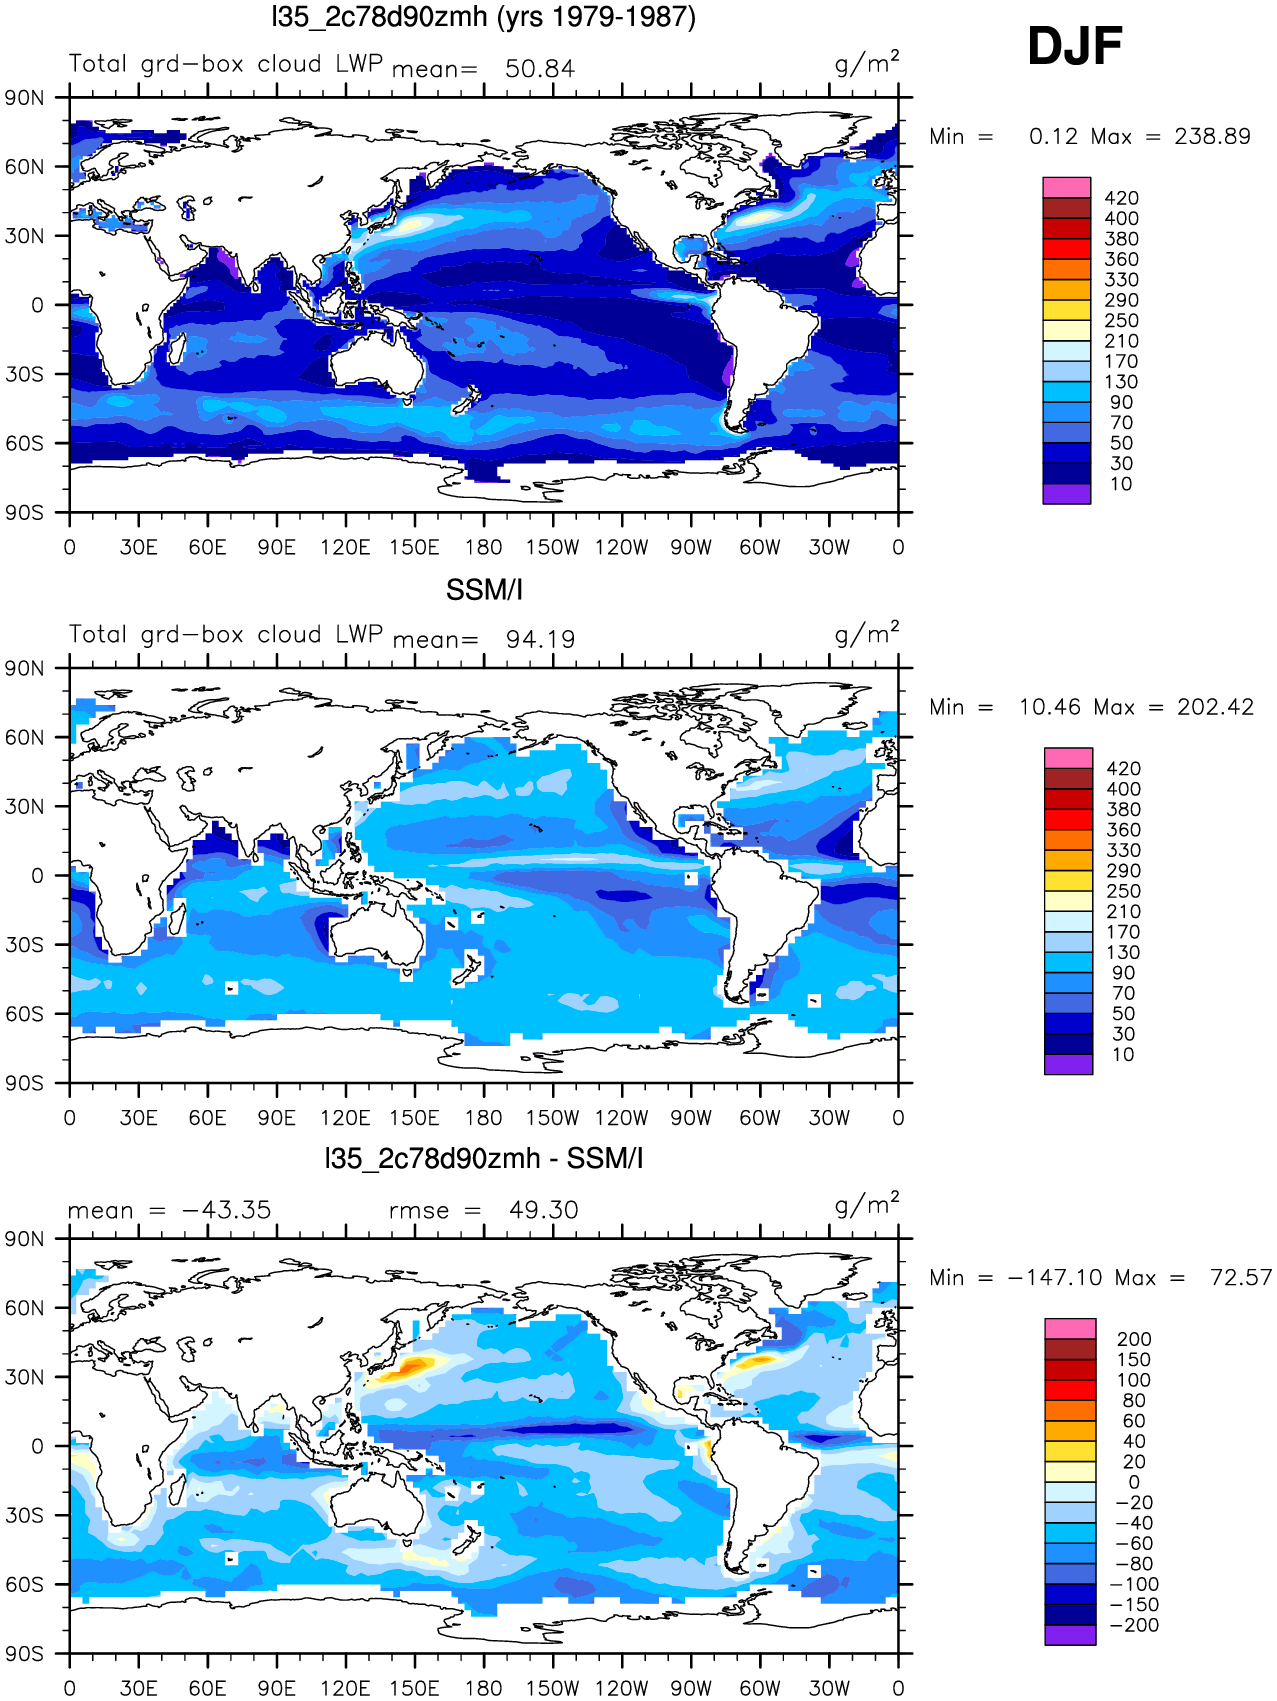 l35_2c78d90zmh (yrs 1979-1987)
DJF
Total grd-box cloud LWP mean= 50.84 g/m²
Min = 0.12 Max = 238.89
90N
60N
30N
0
30S
60S
90S
0 30E 60E 90E 120E 150E 180 150W 120W 90W 60W 30W 0
420
400
380
360
330
290
250
210
170
130
90
70
50
30
10
SSM/I
Total grd-box cloud LWP mean= 94.19 g/m²
Min = 10.46 Max = 202.42
90N
60N
30N
0
30S
60S
90S
0 30E 60E 90E 120E 150E 180 150W 120W 90W 60W 30W 0
420
400
380
360
330
290
250
210
170
130
90
70
50
30
10
l35_2c78d90zmh - SSM/I
mean = -43.35 rmse = 49.30 g/m²
Min = -147.10 Max = 72.57
90N
60N
30N
0
30S
60S
90S
0 30E 60E 90E 120E 150E 180 150W 120W 90W 60W 30W 0
200
150
100
80
60
40
20
0
-20
-40
-60
-80
-100
-150
-200